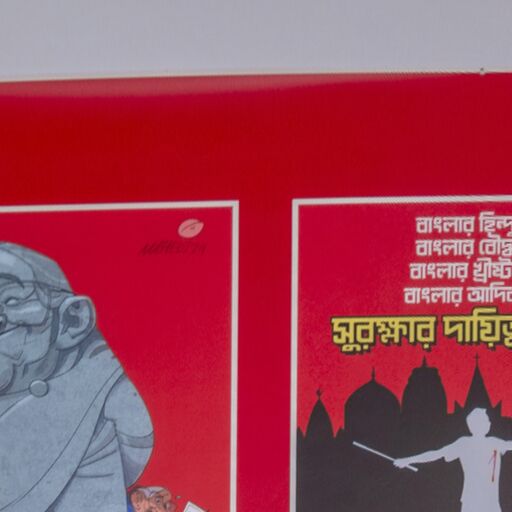 বাংলার হিন্দু
বাংলার বৌদ্ধ
বাংলার খ্রীষ্ট
বাংলার আদিব
সুরক্ষার দায়িত্ব